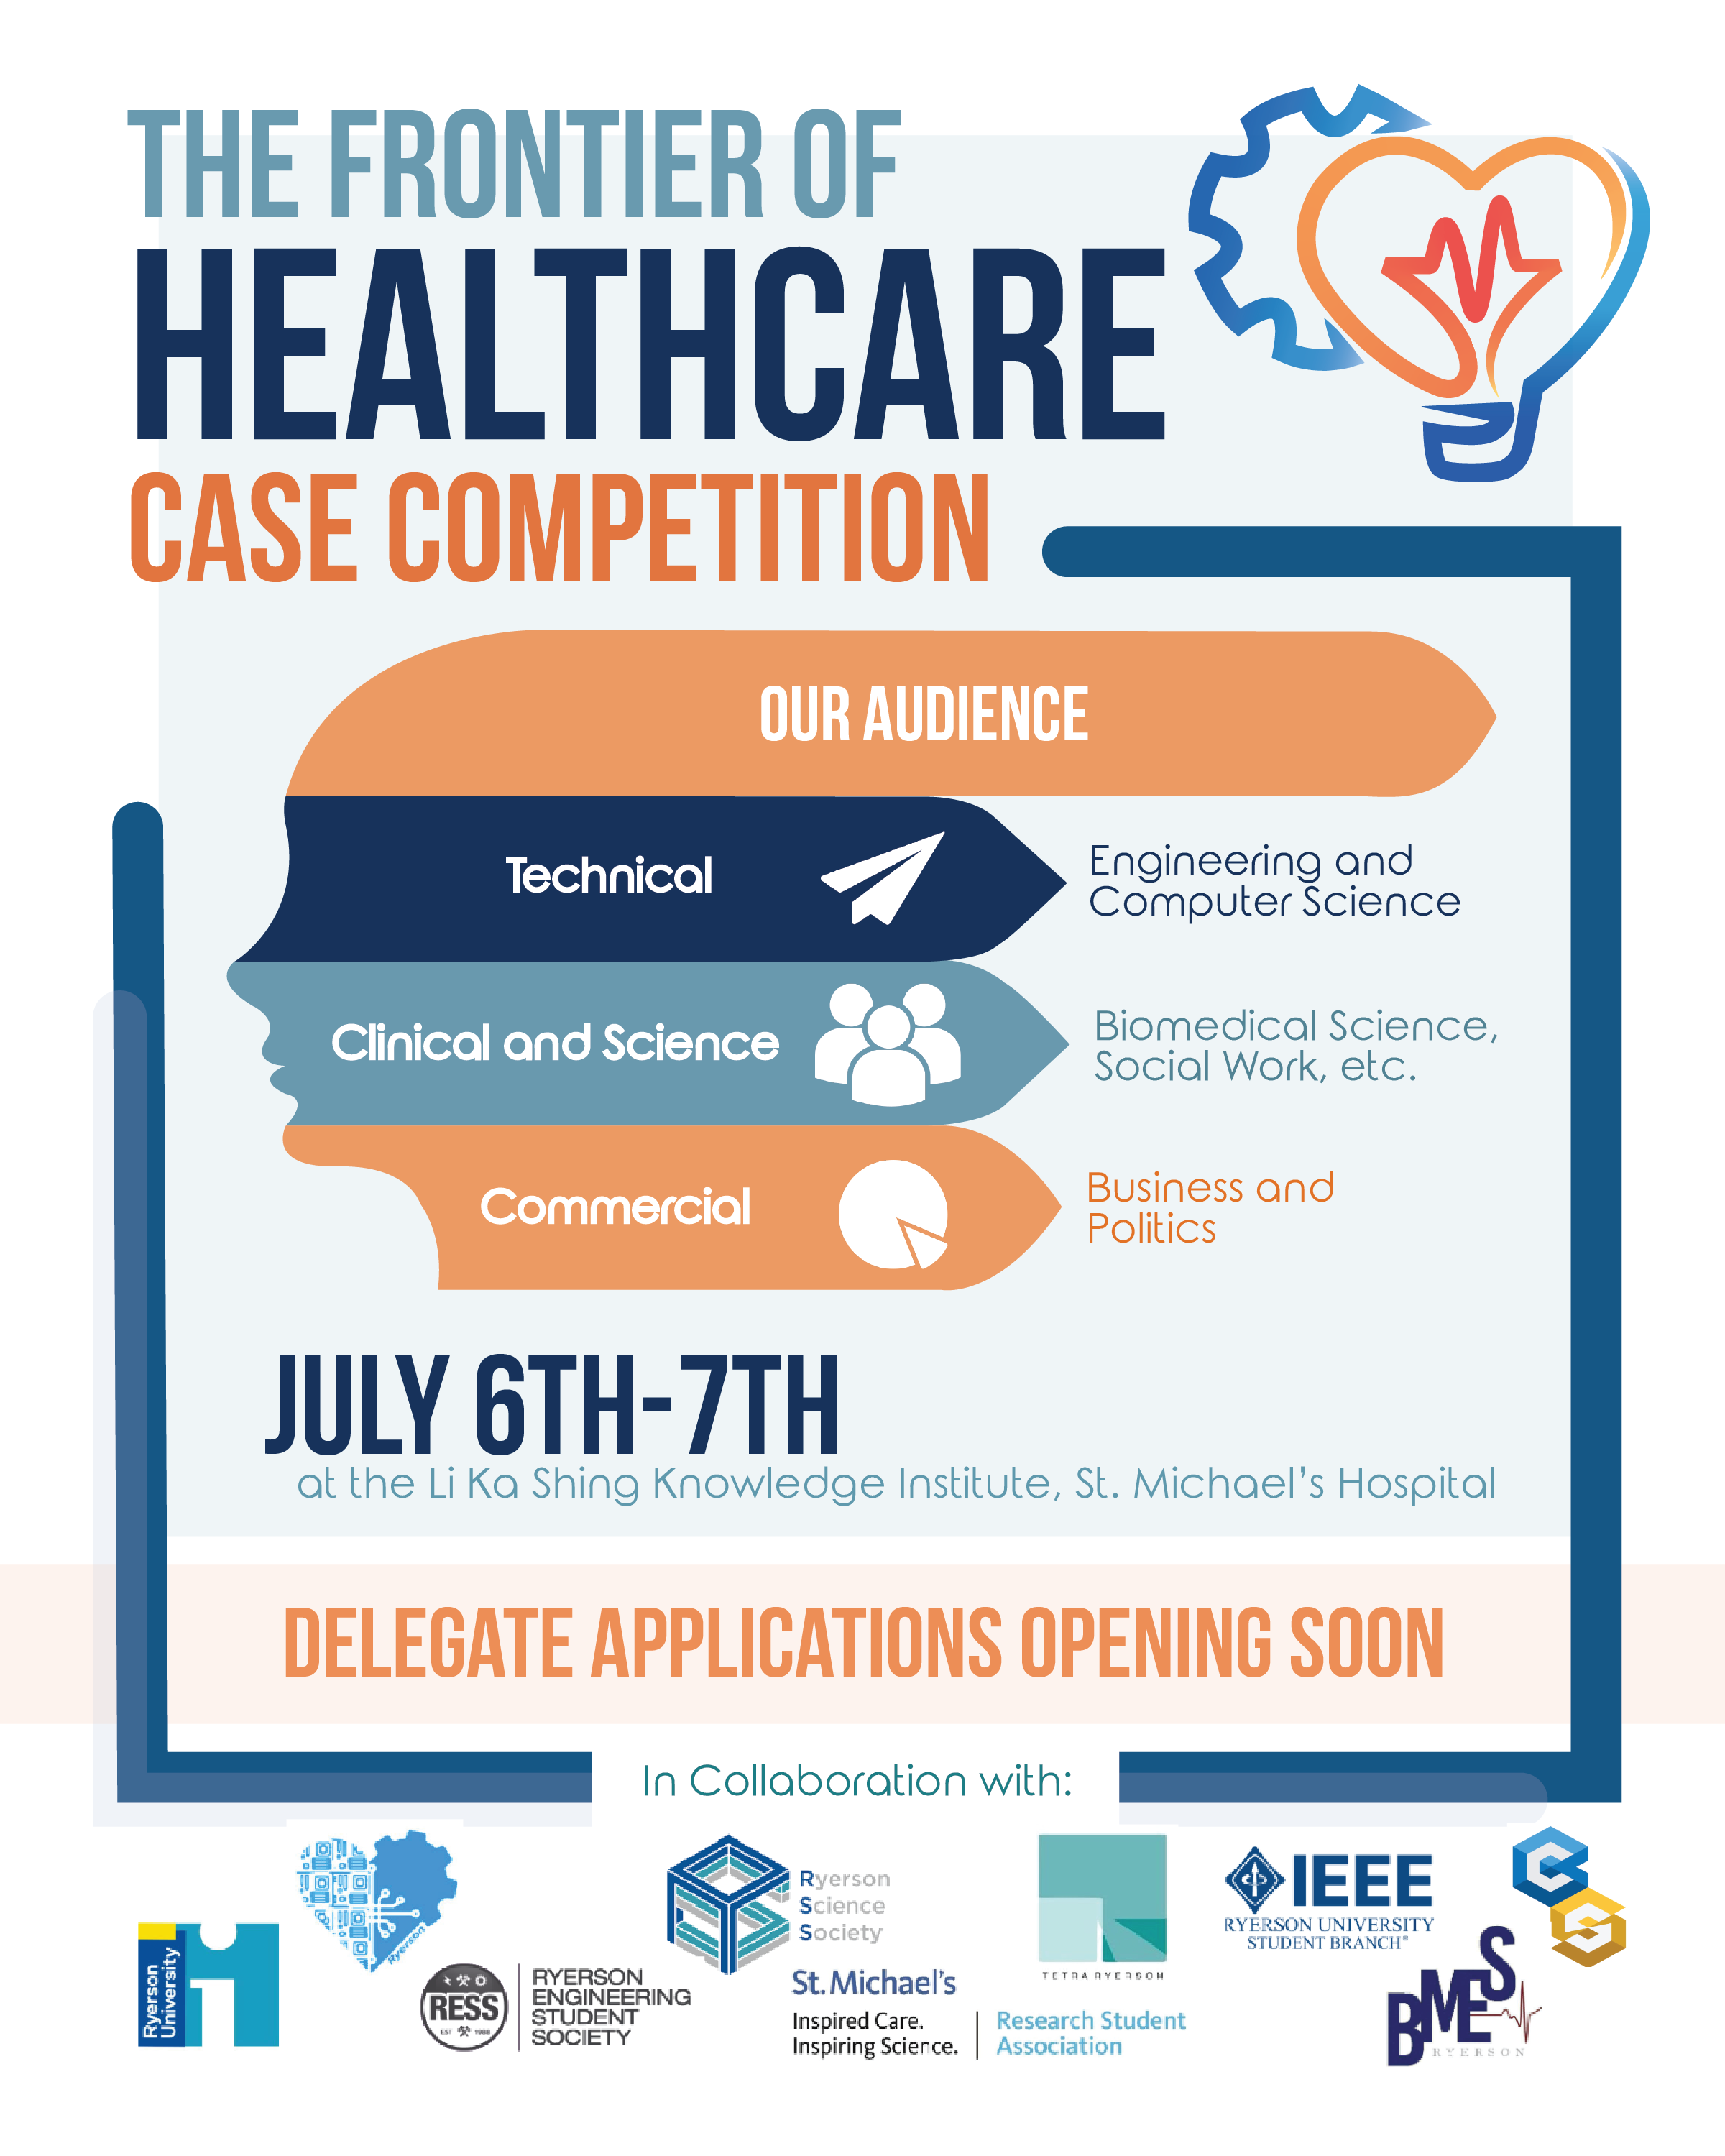 THE FRONTIER OF
HEALTHCARE
CASE COMPETITION
OUR AUDIENCE
Technical
Engineering and
Computer Science
Clinical and Science
Biomedical Science,
Social Work, etc.
Commercial
Business and
Politics
JULY 6TH-7TH
at the Li Ka Shing Knowledge Institute, St. Michael's Hospital
DELEGATE APPLICATIONS OPENING SOON
In Collaboration with:
Ryerson
University
Ryerson
RESS
EST 1908
RYERSON
ENGINEERING
STUDENT
SOCIETY
Ryerson
Science
Society
St. Michael's
Inspired Care.
Inspiring Science.
Research Student
Association
TETRA RYERSON
IEEE
RYERSON UNIVERSITY
STUDENT BRANCH®
BMES
RYERSON